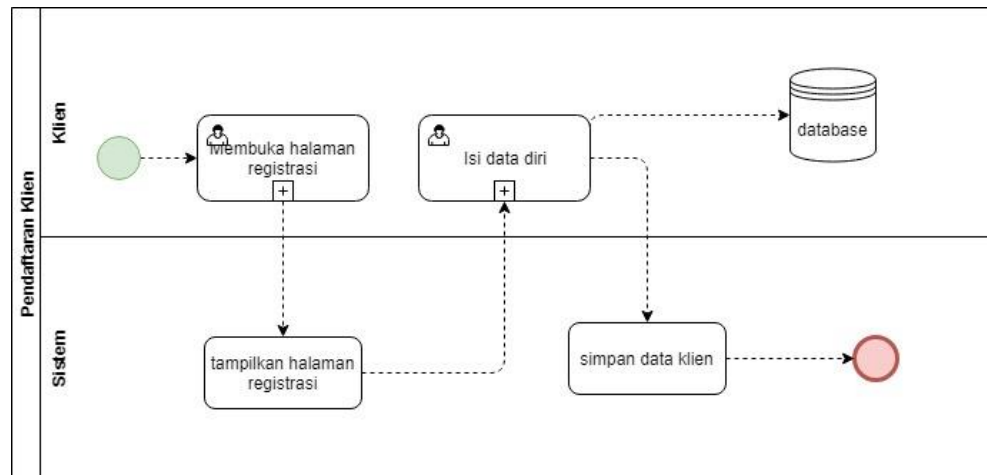 Pendaftaran Klien
Klien
Membuka halaman
registrasi
Isi data diri
database
Sistem
tampilkan halaman
registrasi
simpan data klien